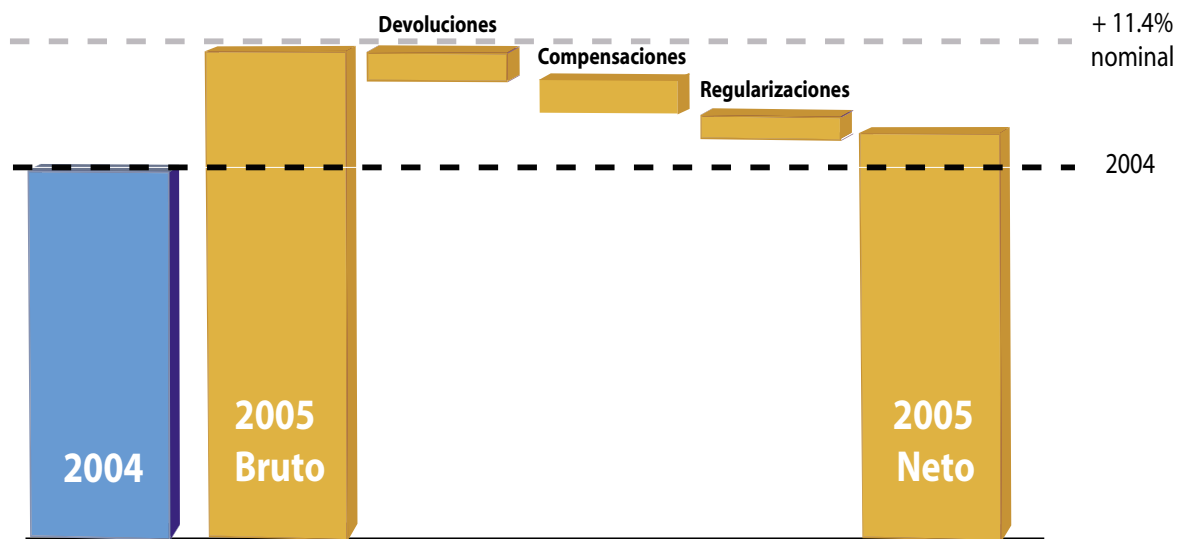 Devoluciones
+ 11.4%
nominal
Compensaciones
Regularizaciones
2004
2004
2005
Bruto
2005
Neto